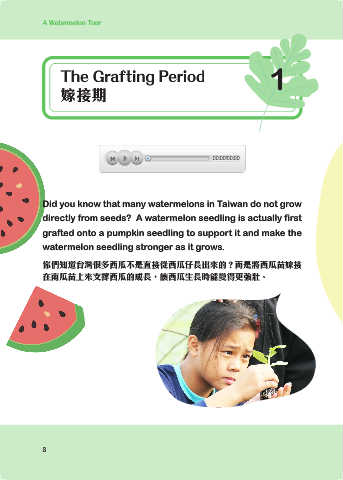 A Watermelon Tour
The Grafting Period
嫁接期
1
00:00/00:00
Did you know that many watermelons in Taiwan do not grow
directly from seeds? A watermelon seedling is actually first
grafted onto a pumpkin seedling to support it and make the
watermelon seedling stronger as it grows.
你們知道台灣很多西瓜不是直接從西瓜仔長出來的？而是將西瓜苗嫁接
在南瓜苗上來支撐西瓜的成長，讓西瓜生長時能變得更強壯。
8